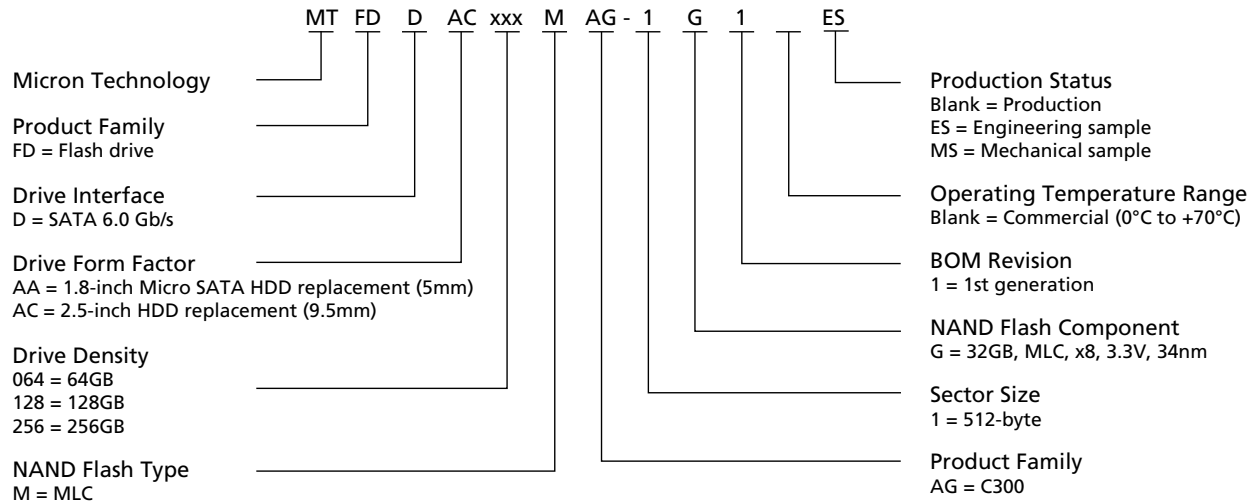 MT FD D AC xxx M AG - 1 G 1 ES
Micron Technology
Product Family
FD = Flash drive
Drive Interface
D = SATA 6.0 Gb/s
Drive Form Factor
AA = 1.8-inch Micro SATA HDD replacement (5mm)
AC = 2.5-inch HDD replacement (9.5mm)
Drive Density
064 = 64GB
128 = 128GB
256 = 256GB
NAND Flash Type
M = MLC
Production Status
Blank = Production
ES = Engineering sample
MS = Mechanical sample
Operating Temperature Range
Blank = Commercial (0°C to +70°C)
BOM Revision
1 = 1st generation
NAND Flash Component
G = 32GB, MLC, x8, 3.3V, 34nm
Sector Size
1 = 512-byte
Product Family
AG = C300